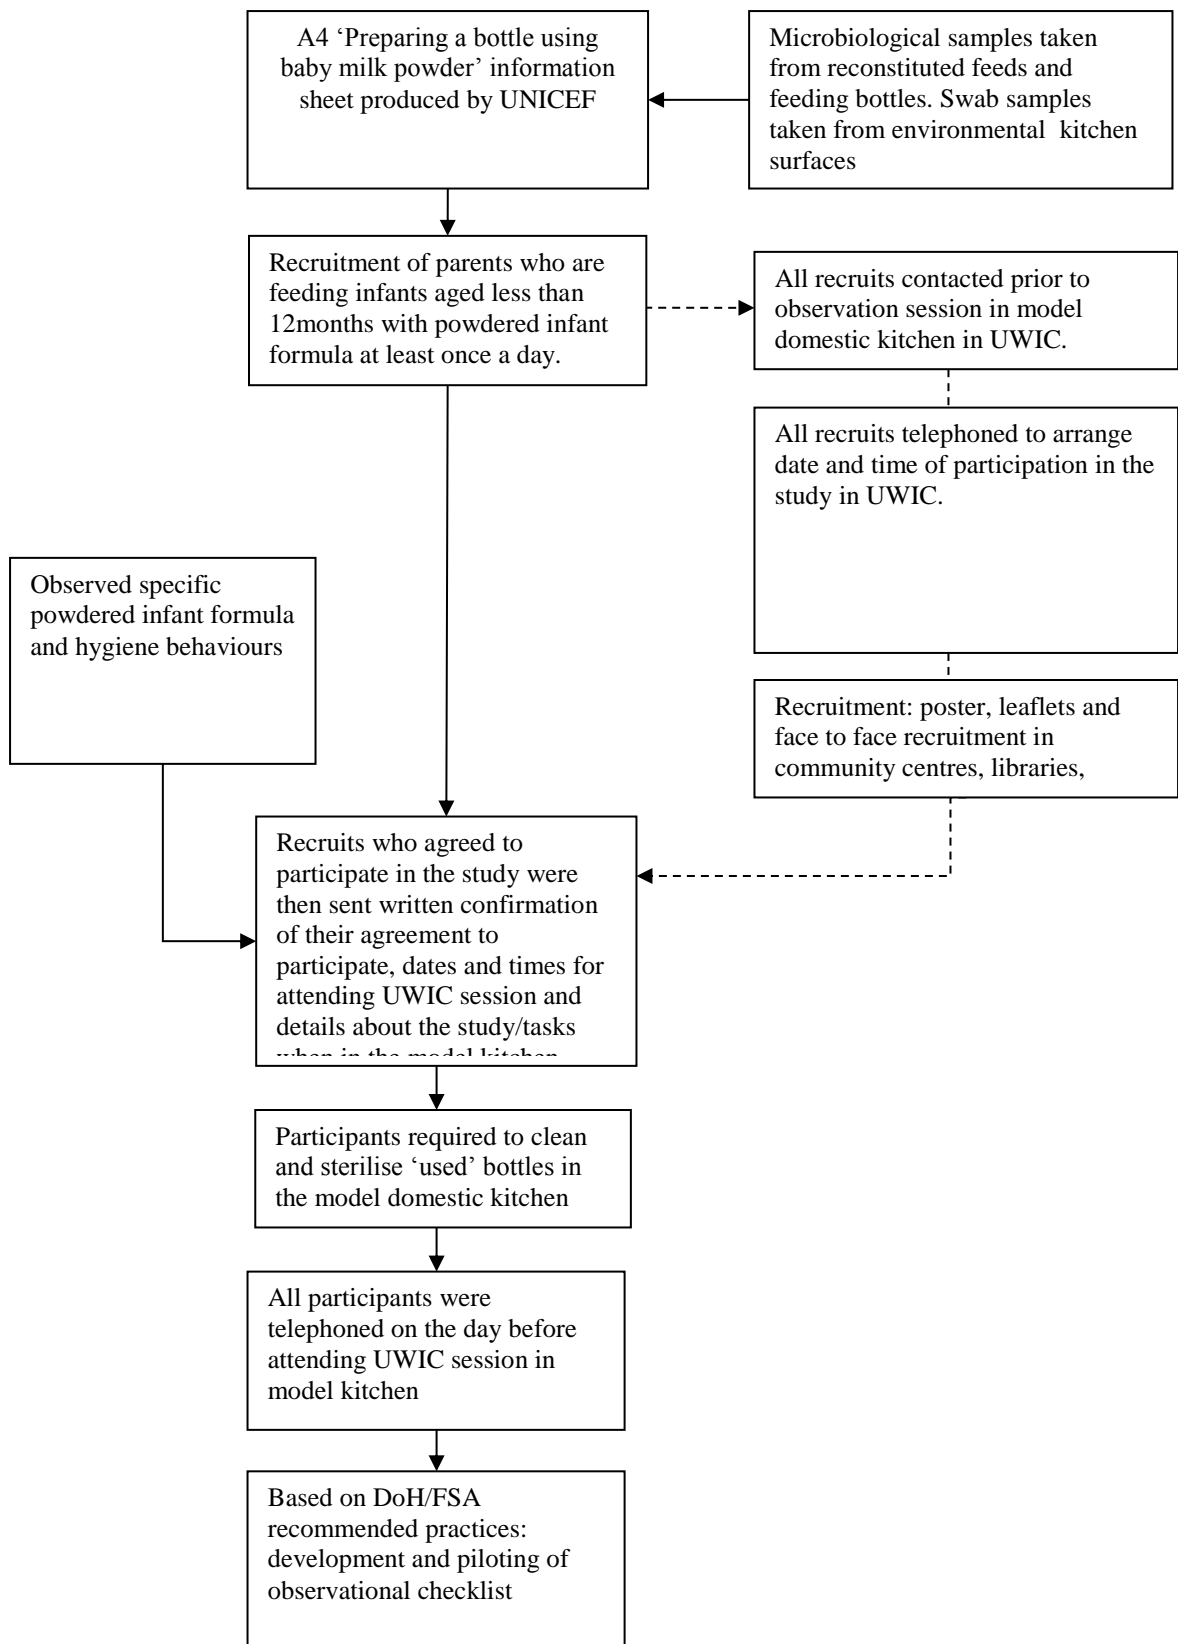 A4 ‘Preparing a bottle using
baby milk powder’ information
sheet produced by UNICEF
Microbiological samples taken
from reconstituted feeds and
feeding bottles. Swab samples
taken from environmental kitchen
surfaces
Recruitment of parents who are
feeding infants aged less than
12months with powdered infant
formula at least once a day.
All recruits contacted prior to
observation session in model
domestic kitchen in UWIC.
All recruits telephoned to arrange
date and time of participation in the
study in UWIC.
Observed specific
powdered infant formula
and hygiene behaviours
Recruitment: poster, leaflets and
face to face recruitment in
community centres, libraries,
Recruits who agreed to
participate in the study were
then sent written confirmation
of their agreement to
participate, dates and times for
attending UWIC session and
details about the study/tasks
when in the model kitchen
Participants required to clean
and sterilise ‘used’ bottles in
the model domestic kitchen
All participants were
telephoned on the day before
attending UWIC session in
model kitchen
Based on DoH/FSA
recommended practices:
development and piloting of
observational checklist